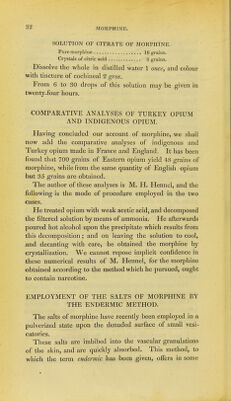 32
MORPHINE.
SOLUTION OF CITRATE OF MORPHINE.
Pure morphine .................... 16 grains.
Crystals of citric acid ............ 8 grains.
Dissolve the whole in distilled water 1 ounce, and colour
with tincture of cochineal 2 gros.
From 6 to 20 drops of this solution may be given in
twenty-four hours.
COMPARATIVE ANALYSES OF TURKEY OPIUM
AND INDIGENOUS OPIUM.
Having concluded our account of morphine, we shall
now add the comparative analyses of indigenous and
Turkey opium made in France and England. It has been
found that 700 grains of Eastern opium yield 48 grains of
morphine, while from the same quantity of English opium
but 35 grains are obtained.
The author of these analyses is M. H. Hennel, and the
following is the mode of procedure employed in the two
cases.
He treated opium with weak acetic acid, and decomposed
the filtered solution by means of ammonia. He afterwards
poured hot alcohol upon the precipitate which results from
this decomposition; and on leaving the solution to cool,
and decanting with care, he obtained the morphine by
crystallization. We cannot repose implicit confidence in
these numerical results of M. Hennel, for the morphine
obtained according to the method which he pursued, ought
to contain narcotine.
EMPLOYMENT OF THE SALTS OF MORPHINE BY
THE ENDERMIC METHOD.
The salts of morphine have recently been employed in a
pulverized state upon the denuded surface of small vesi-
catories.
These salts are imbibed into the vascular granulations
of the skin, and are quickly absorbed. This method, to
which the term endermic has been given, offers in some